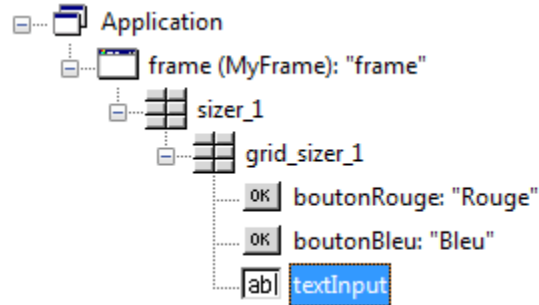 Application
frame (MyFrame): "frame"
sizer_1
grid_sizer_1
OK boutonRouge: "Rouge"
OK boutonBleu: "Bleu"
ab textInput